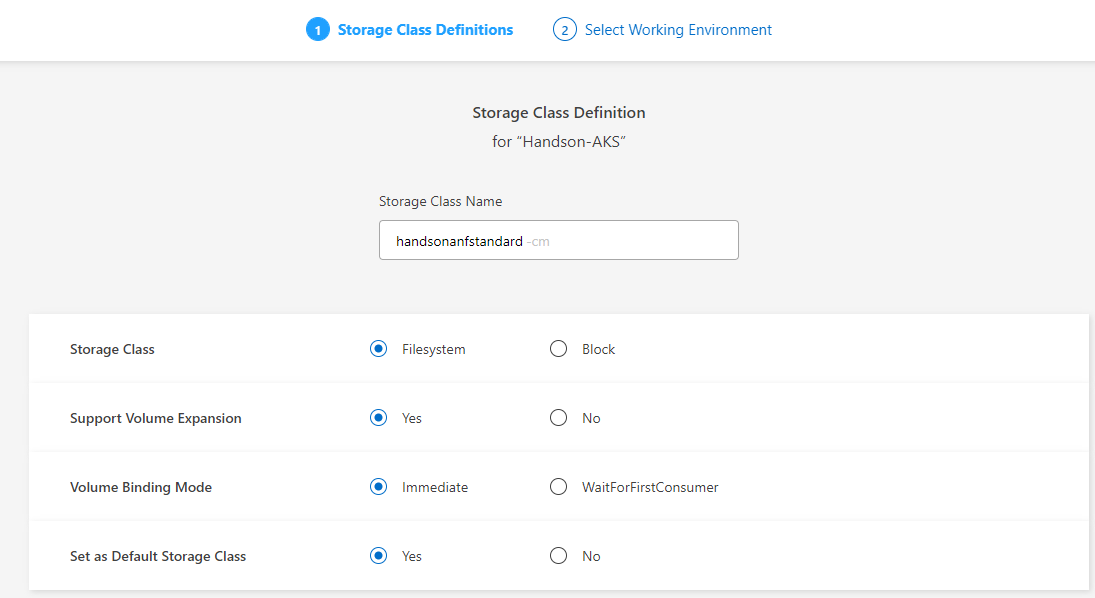 1 Storage Class Definitions 2 Select Working Environment
Storage Class Definition
for “Handson-AKS”
Storage Class Name
handsonanfstandard -cm
Storage Class Filesystem Block
Support Volume Expansion Yes No
Volume Binding Mode Immediate WaitForFirstConsumer
Set as Default Storage Class Yes No